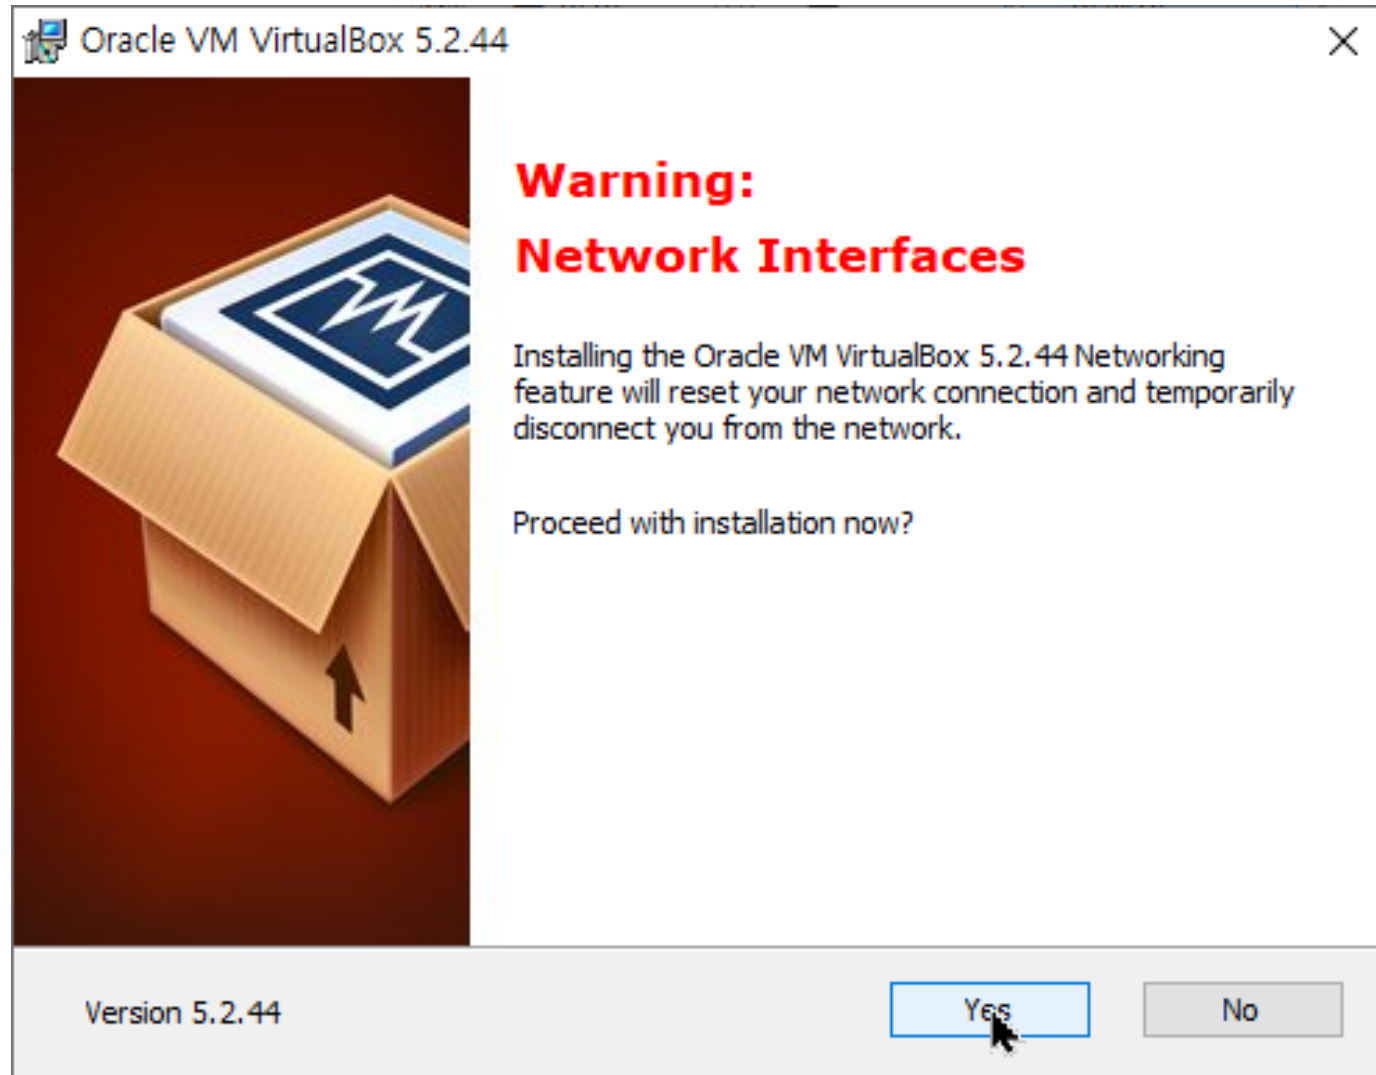 Oracle VM VirtualBox 5.2.44
Warning:
Network Interfaces
Installing the Oracle VM VirtualBox 5.2.44 Networking
feature will reset your network connection and temporarily
disconnect you from the network.
Proceed with installation now?
Version 5.2.44
Yes
No